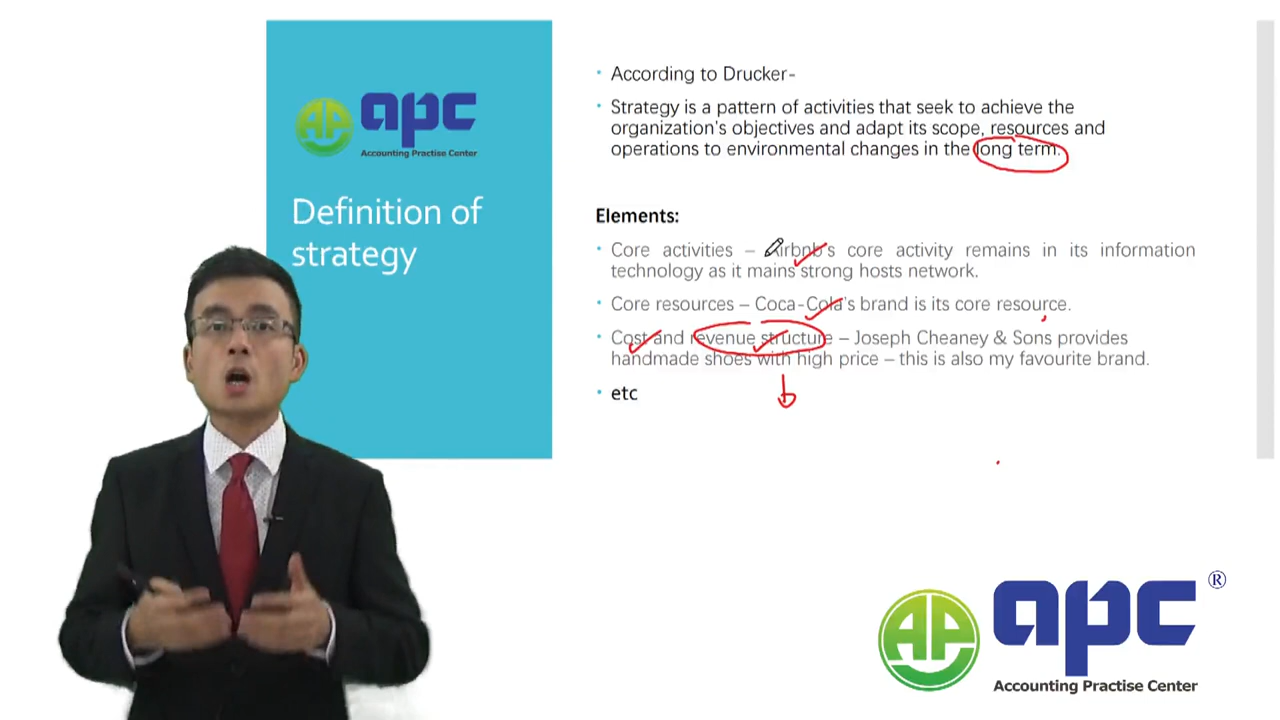 apc
Accounting Practise Center
Definition of
strategy
According to Drucker-
Strategy is a pattern of activities that seek to achieve the
organization's objectives and adapt its scope, resources and
operations to environmental changes in the long term.
Elements:
Core activities – Airbnb's core activity remains in its information
technology as it mains strong hosts network.
Core resources – Coca-Cola's brand is its core resource.
Cost and revenue structure – Joseph Cheaney & Sons provides
handmade shoes with high price – this is also my favourite brand.
etc
AP
apc ®
Accounting Practise Center